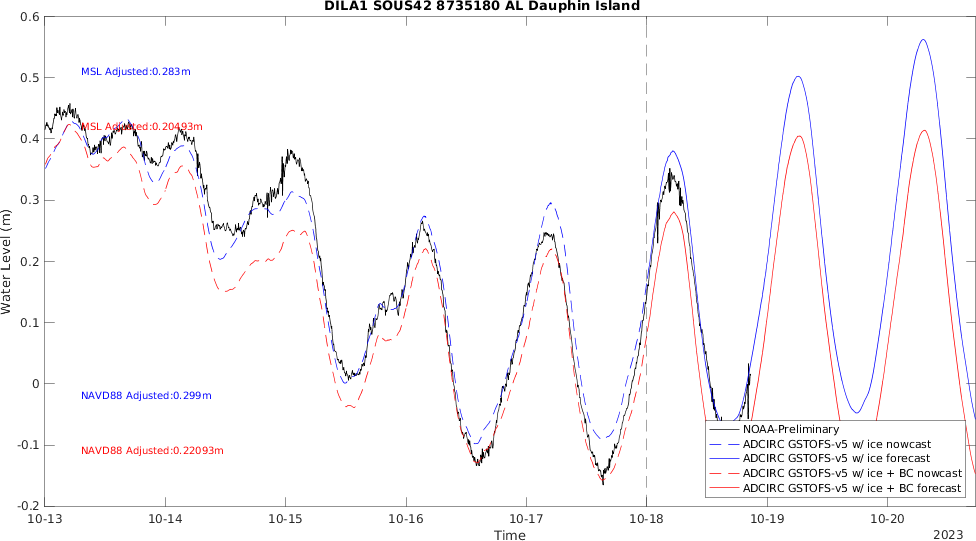 DILA1 SOUS42 8735180 AL Dauphin Island
0.6
0.5
0.4
0.3
0.2
0.1
0
-0.1
-0.2
Water Level (m)
MSL Adjusted:0.283m
MSL Adjusted:0.20493m
NAVD88 Adjusted:0.299m
NAVD88 Adjusted:0.22093m
NOAA-Preliminary
ADCIRC GSTOFS-v5 w/ ice nowcast
ADCIRC GSTOFS-v5 w/ ice forecast
ADCIRC GSTOFS-v5 w/ ice + BC nowcast
ADCIRC GSTOFS-v5 w/ ice + BC forecast
10-13 10-14 10-15 10-16 10-17 10-18 10-19 10-20
Time
2023